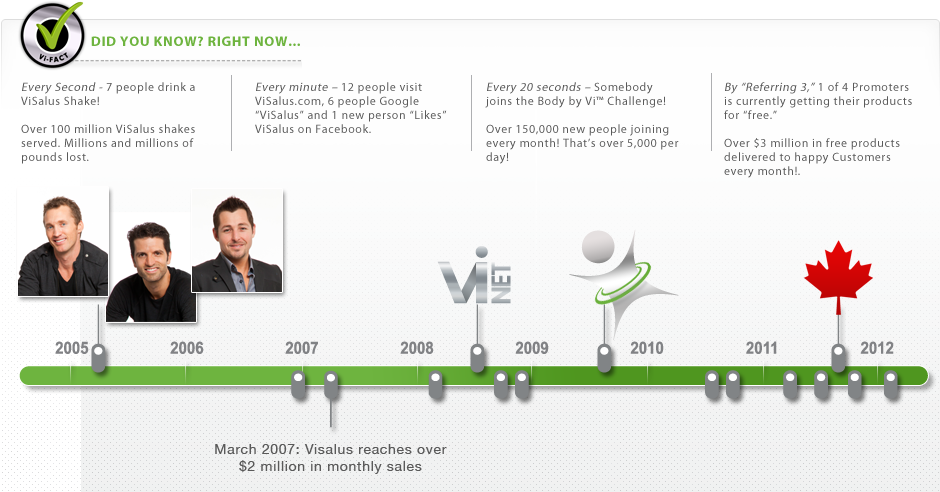 DID YOU KNOW? RIGHT NOW...
Vi-FACT
Every Second - 7 people drink a
ViSalus Shake!
Over 100 million ViSalus shakes
served. Millions and millions of
pounds lost.
Every minute – 12 people visit
ViSalus.com, 6 people Google
“ViSalus” and 1 new person “Likes”
ViSalus on Facebook.
Every 20 seconds – Somebody
joins the Body by Vi™ Challenge!
Over 150,000 new people joining
every month! That’s over 5,000 per
day!
By “Referring 3,” 1 of 4 Promoters
is currently getting their products
for “free.”
Over $3 million in free products
delivered to happy Customers
every month!.
Vi NET
2005 2006 2007 2008 2009 2010 2011 2012
March 2007: Visalus reaches over
$2 million in monthly sales